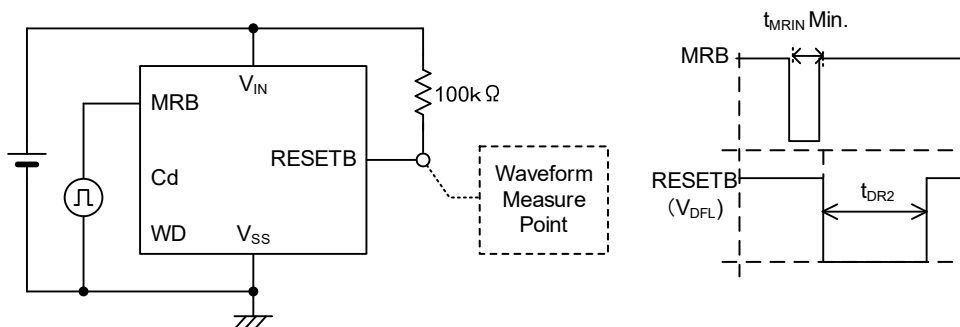 V_IN
MRB
Cd
WD
V_SS
RESETB
100kΩ
Waveform
Measure
Point
t_MRIN Min.
MRB
RESETB
（V_DFL)
t_DR2